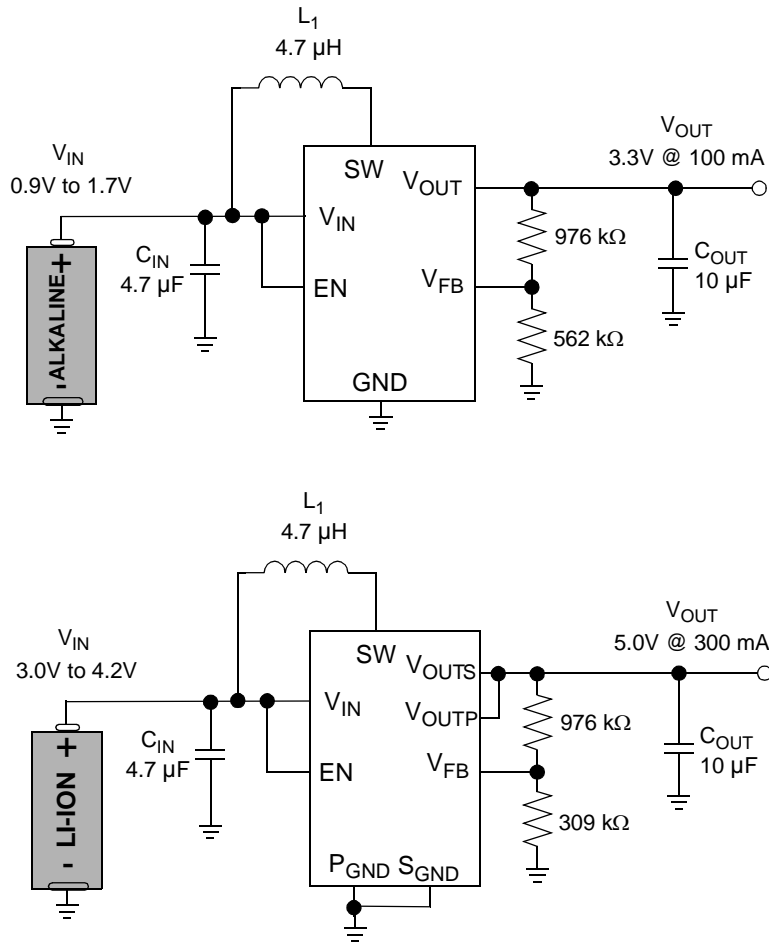 L1
4.7 µH
VIN
0.9V to 1.7V
SW
VOUT
VOUT
3.3V @ 100 mA
VIN
CIN
4.7 µF
976 kΩ
COUT
10 µF
EN
VFB
562 kΩ
GND
- ALKALINE +
L1
4.7 µH
VIN
3.0V to 4.2V
SW
VOUTS
VOUT
5.0V @ 300 mA
VIN
VOUTP
CIN
4.7 µF
976 kΩ
COUT
10 µF
EN
VFB
309 kΩ
PGND SGND
- LI-ION +